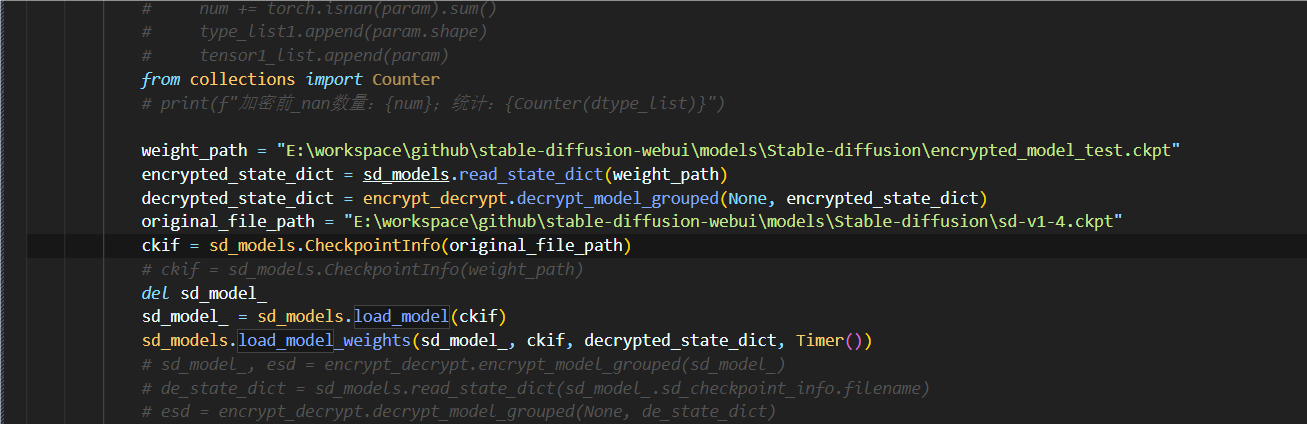 #     num += torch.isnan(param).sum()
#     type_list1.append(param.shape)
#     tensor1_list.append(param)
from collections import Counter
# print(f"加密前_nan数量：{num}；统计：{Counter(dtype_list)}")
weight_path = "E:\workspace\github\stable-diffusion-webui\models\Stable-diffusion\encrypted_model_test.ckpt"
encrypted_state_dict = sd_models.read_state_dict(weight_path)
decrypted_state_dict = encrypt_decrypt.decrypt_model_grouped(None, encrypted_state_dict)
original_file_path = "E:\workspace\github\stable-diffusion-webui\models\Stable-diffusion\sd-v1-4.ckpt"
ckif = sd_models.CheckpointInfo(original_file_path)
# ckif = sd_models.CheckpointInfo(weight_path)
del sd_model_
sd_model_ = sd_models.load_model(ckif)
sd_models.load_model_weights(sd_model_, ckif, decrypted_state_dict, Timer())
# sd_model_, esd = encrypt_decrypt.encrypt_model_grouped(sd_model_)
# de_state_dict = sd_models.read_state_dict(sd_model_.sd_checkpoint_info.filename)
# esd = encrypt_decrypt.decrypt_model_grouped(None, de_state_dict)